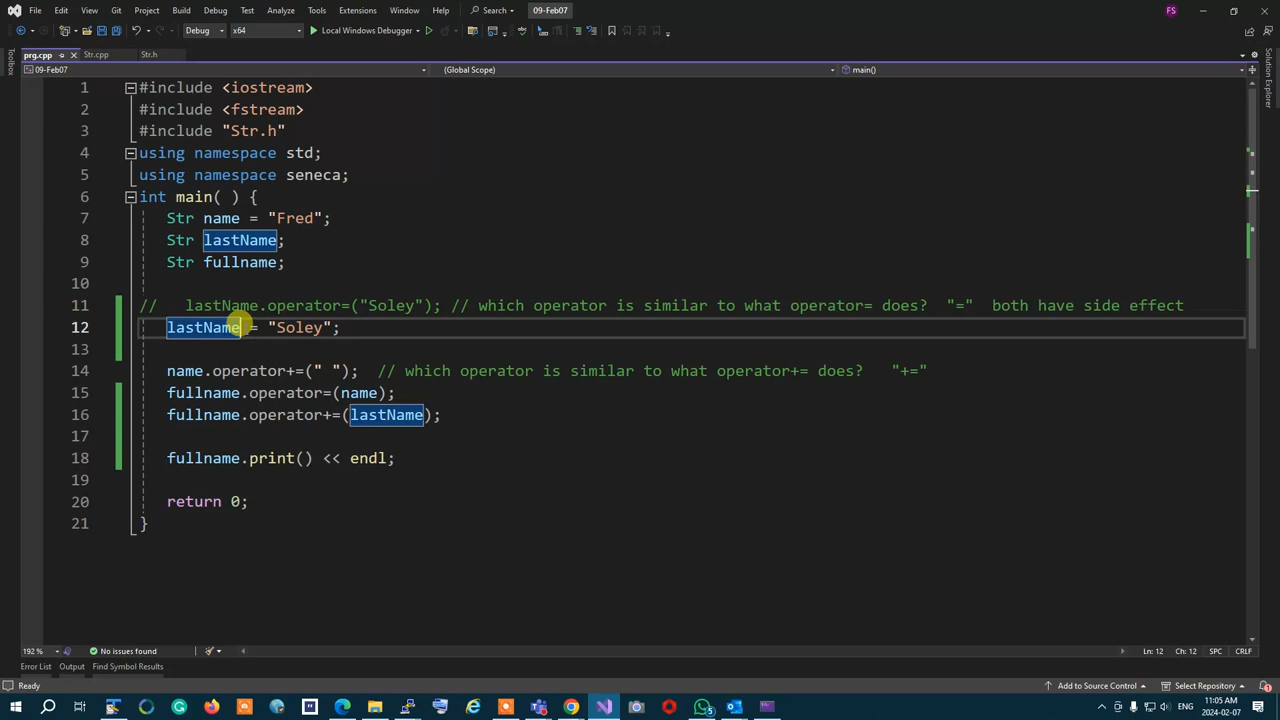 File Edit View Git Project Build Debug Test Analyze Tools Extensions Window Help Search 09-Feb07 FS
Debug x64 Local Windows Debugger
prg.cpp Str.cpp Str.h
09-Feb07 (Global Scope) main()
Toolbox
Solution Explorer
1 #include <iostream>
2 #include <fstream>
3 #include "Str.h"
4 using namespace std;
5 using namespace seneca;
6 int main( ) {
7 Str name = "Fred";
8 Str lastName;
9 Str fullname;
10
11 // lastName.operator=("Soley"); // which operator is similar to what operator= does? "=" both have side effect
12 lastName = "Soley";
13
14 name.operator+=(" "); // which operator is similar to what operator+= does? "+="
15 fullname.operator=(name);
16 fullname.operator+=(lastName);
17
18 fullname.print() << endl;
19
20 return 0;
21 }
192 % No issues found Ln: 12 Ch: 12 SPC CRLF
Error List Output Find Symbol Results
Ready Add to Source Control Select Repository 1
5 ENG 11:05 AM
2024-02-07